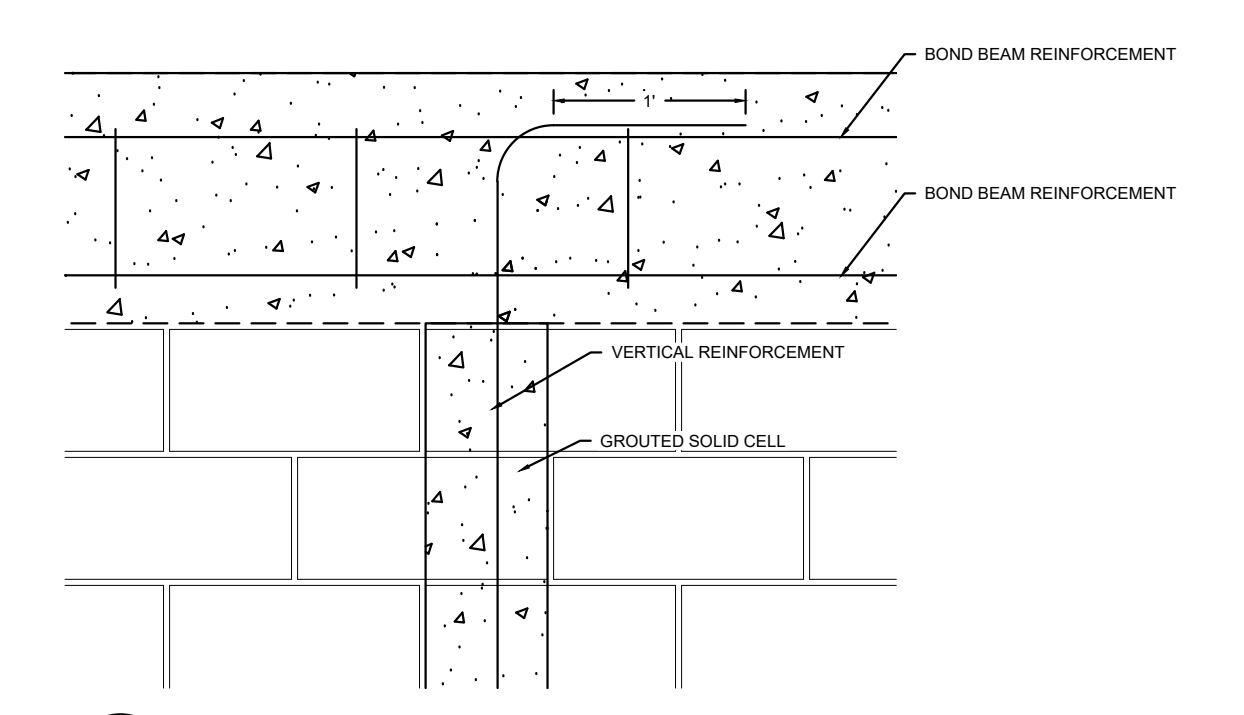 BOND BEAM REINFORCEMENT
1'
BOND BEAM REINFORCEMENT
VERTICAL REINFORCEMENT
GROUTED SOLID CELL